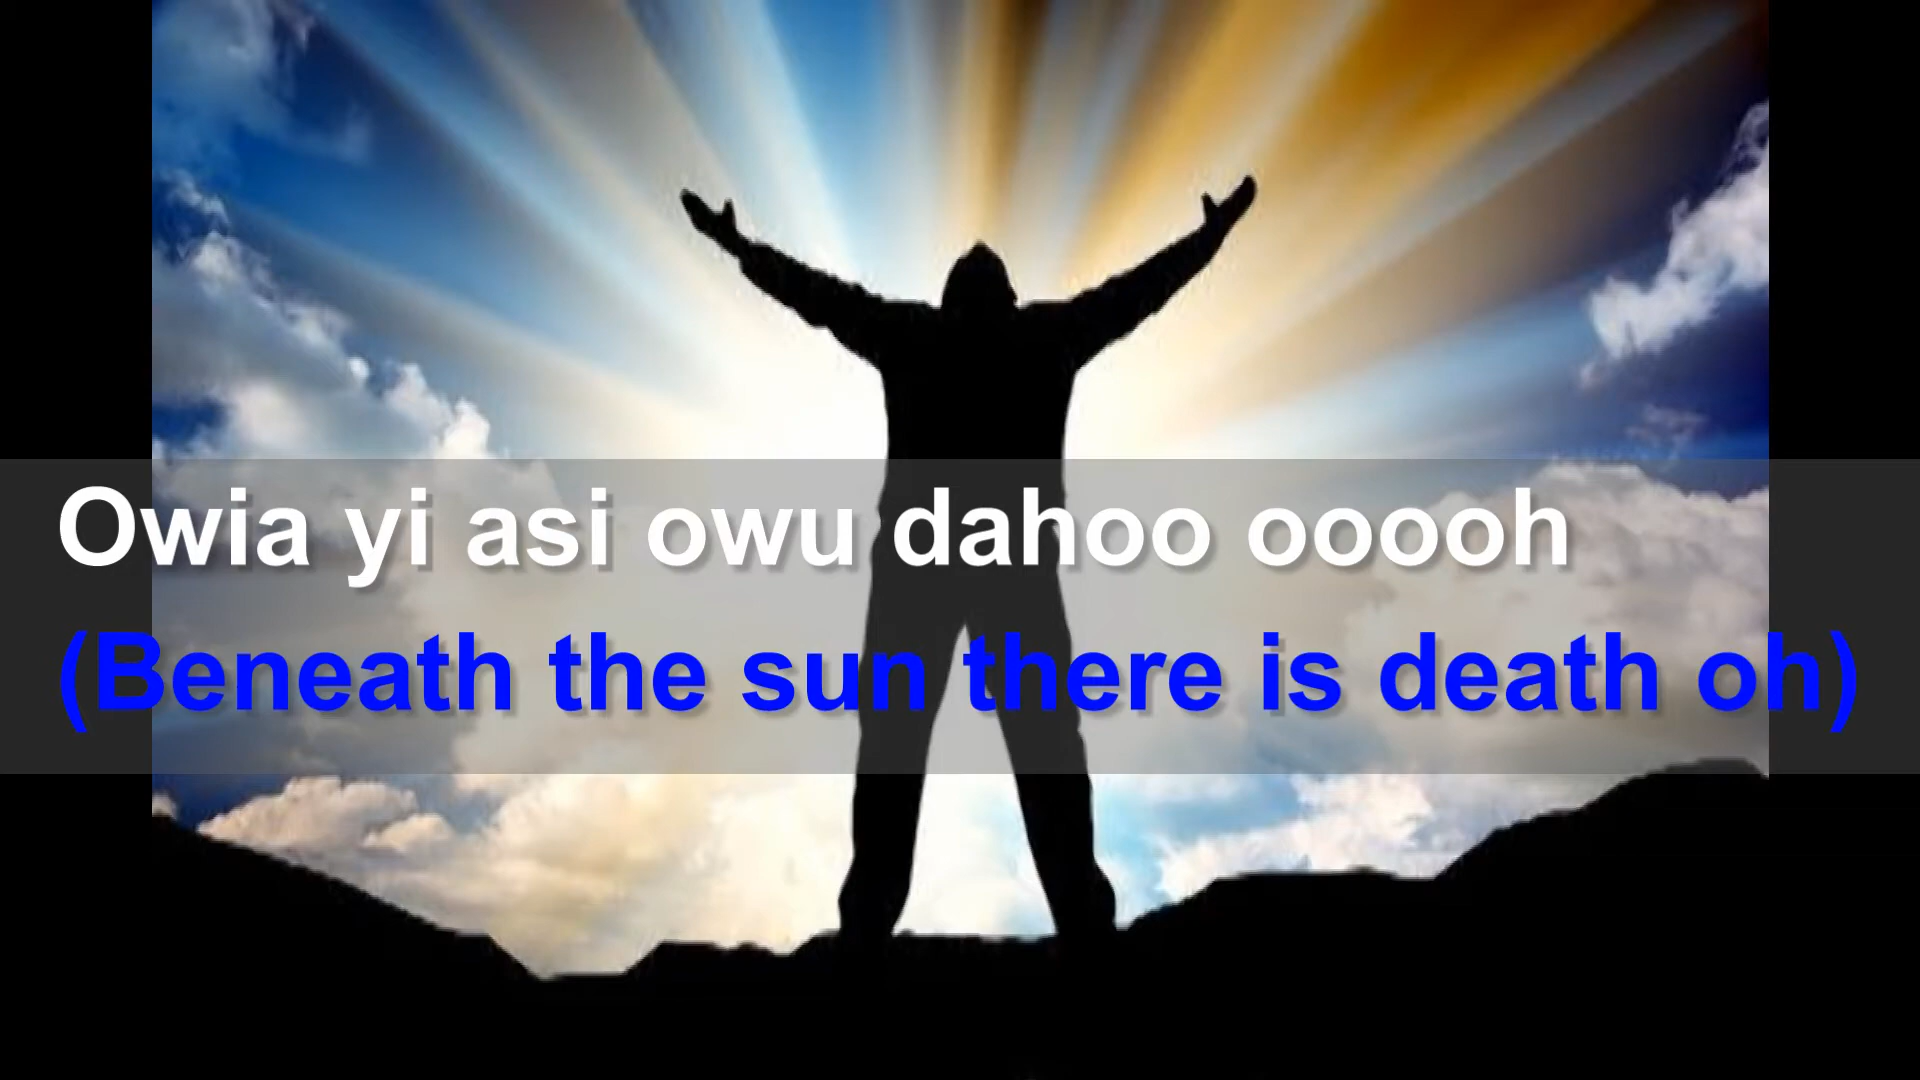 Owia yi asi owu dahoo ooooh
(Beneath the sun there is death oh)